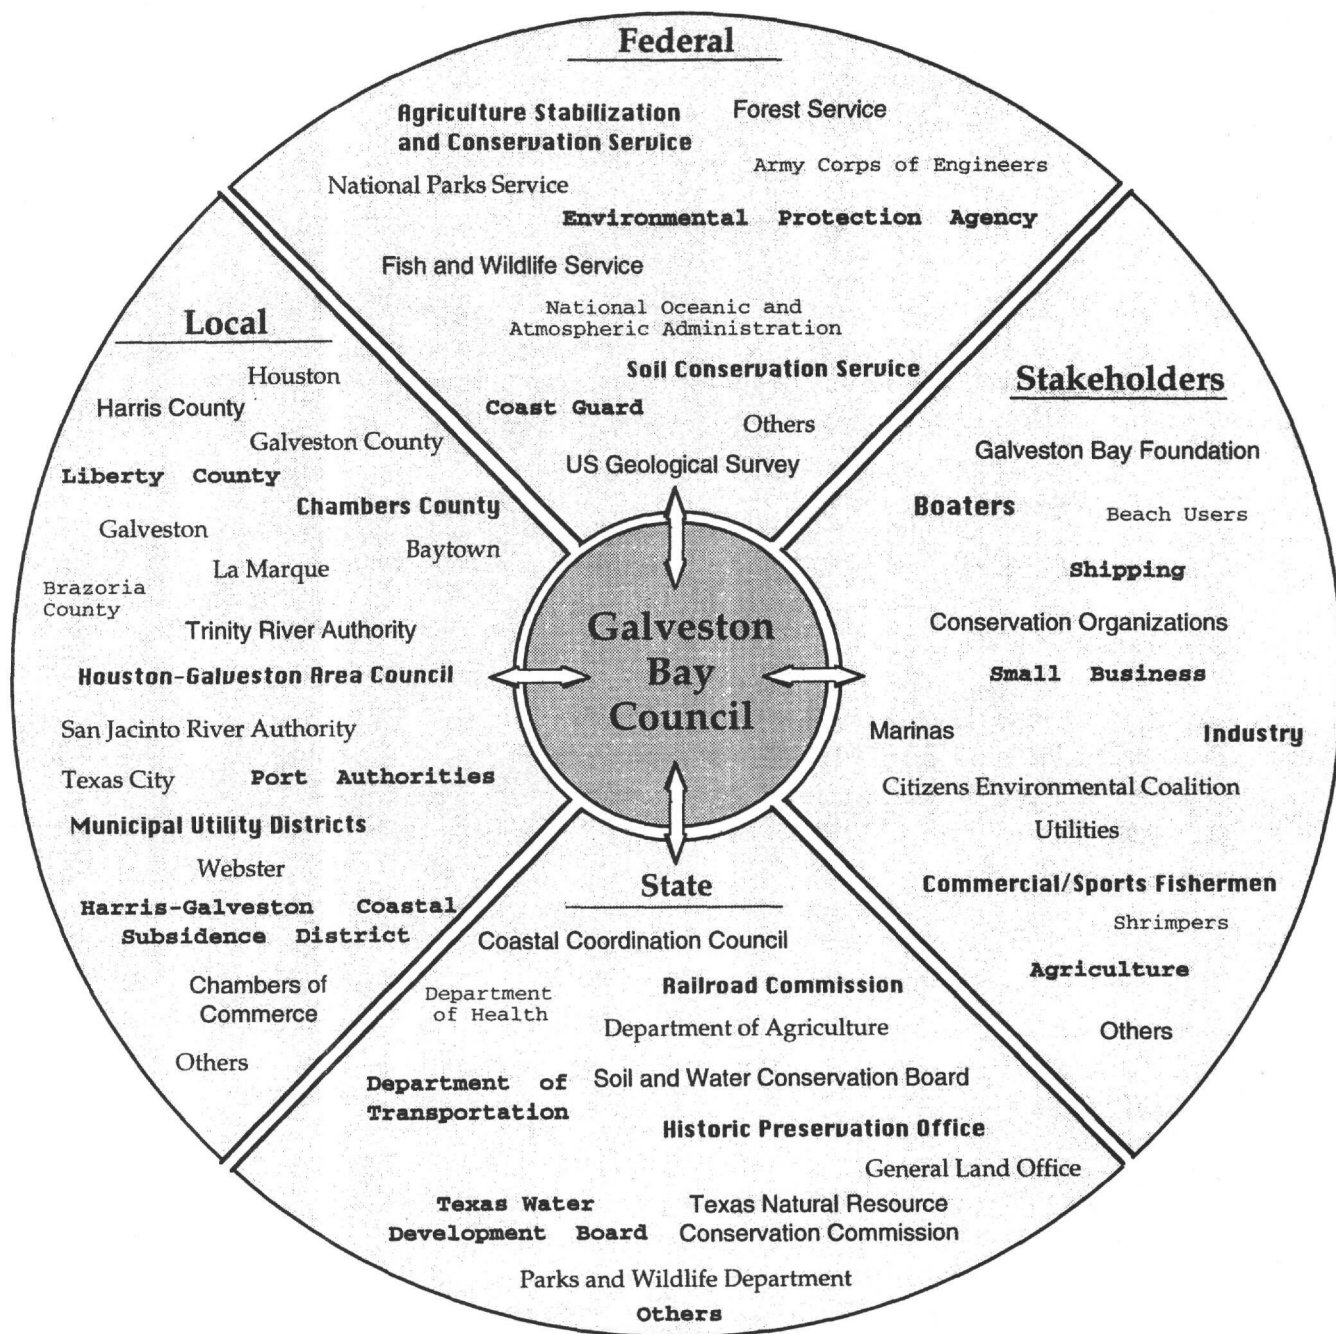 Federal
Agriculture Stabilization
and Conservation Service
Forest Service
Army Corps of Engineers
National Parks Service
Environmental Protection Agency
Fish and Wildlife Service
National Oceanic and
Atmospheric Administration
Soil Conservation Service
Coast Guard
Others
US Geological Survey
Local
Houston
Harris County
Galveston County
Liberty County
Chambers County
Galveston
Baytown
La Marque
Brazoria
County
Trinity River Authority
Houston-Galveston Area Council
San Jacinto River Authority
Texas City
Port Authorities
Municipal Utility Districts
Webster
Harris-Galveston Coastal
Subsidence District
Chambers of
Commerce
Others
Galveston
Bay
Council
Stakeholders
Galveston Bay Foundation
Boaters
Beach Users
Shipping
Conservation Organizations
Small Business
Marinas
Industry
Citizens Environmental Coalition
Utilities
Commercial/Sports Fishermen
Shrimpers
Agriculture
Others
State
Coastal Coordination Council
Department
of Health
Railroad Commission
Department of Agriculture
Department of
Transportation
Soil and Water Conservation Board
Historic Preservation Office
General Land Office
Texas Water
Development Board
Texas Natural Resource
Conservation Commission
Parks and Wildlife Department
Others